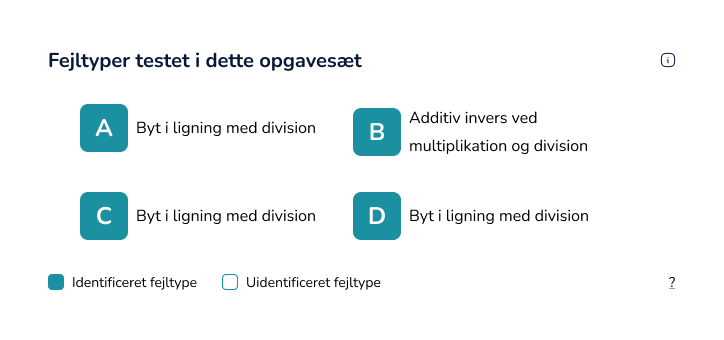 Fejltyper testet i dette opgavesæt
i
A
Byt i ligning med division
B
Additiv invers ved
multiplikation og division
C
Byt i ligning med division
D
Byt i ligning med division
Identificeret fejltype
Uidentificeret fejltype
?